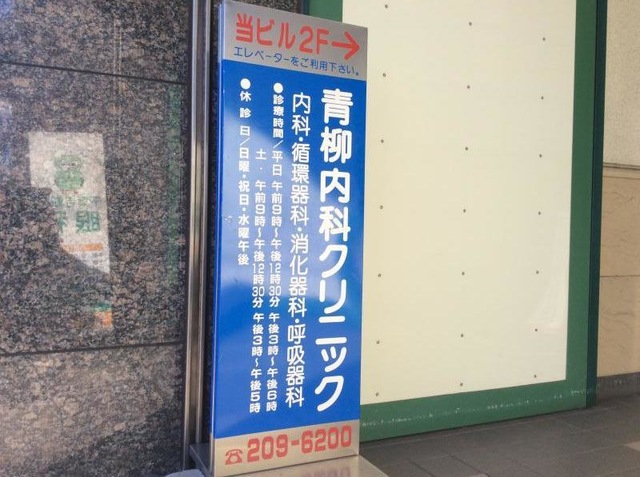 当ビル2F→
エレベーターをご利用下さい。
青柳内科クリニック
内科・循環器科・消化器科・呼吸器科
●診療時間/平日 午前9時〜午後12時30分 午後3時〜午後6時
土・午前9時〜午後12時30分 午後3時〜午後5時
●休診日/日曜・祝日・水曜午後
☎209-6200